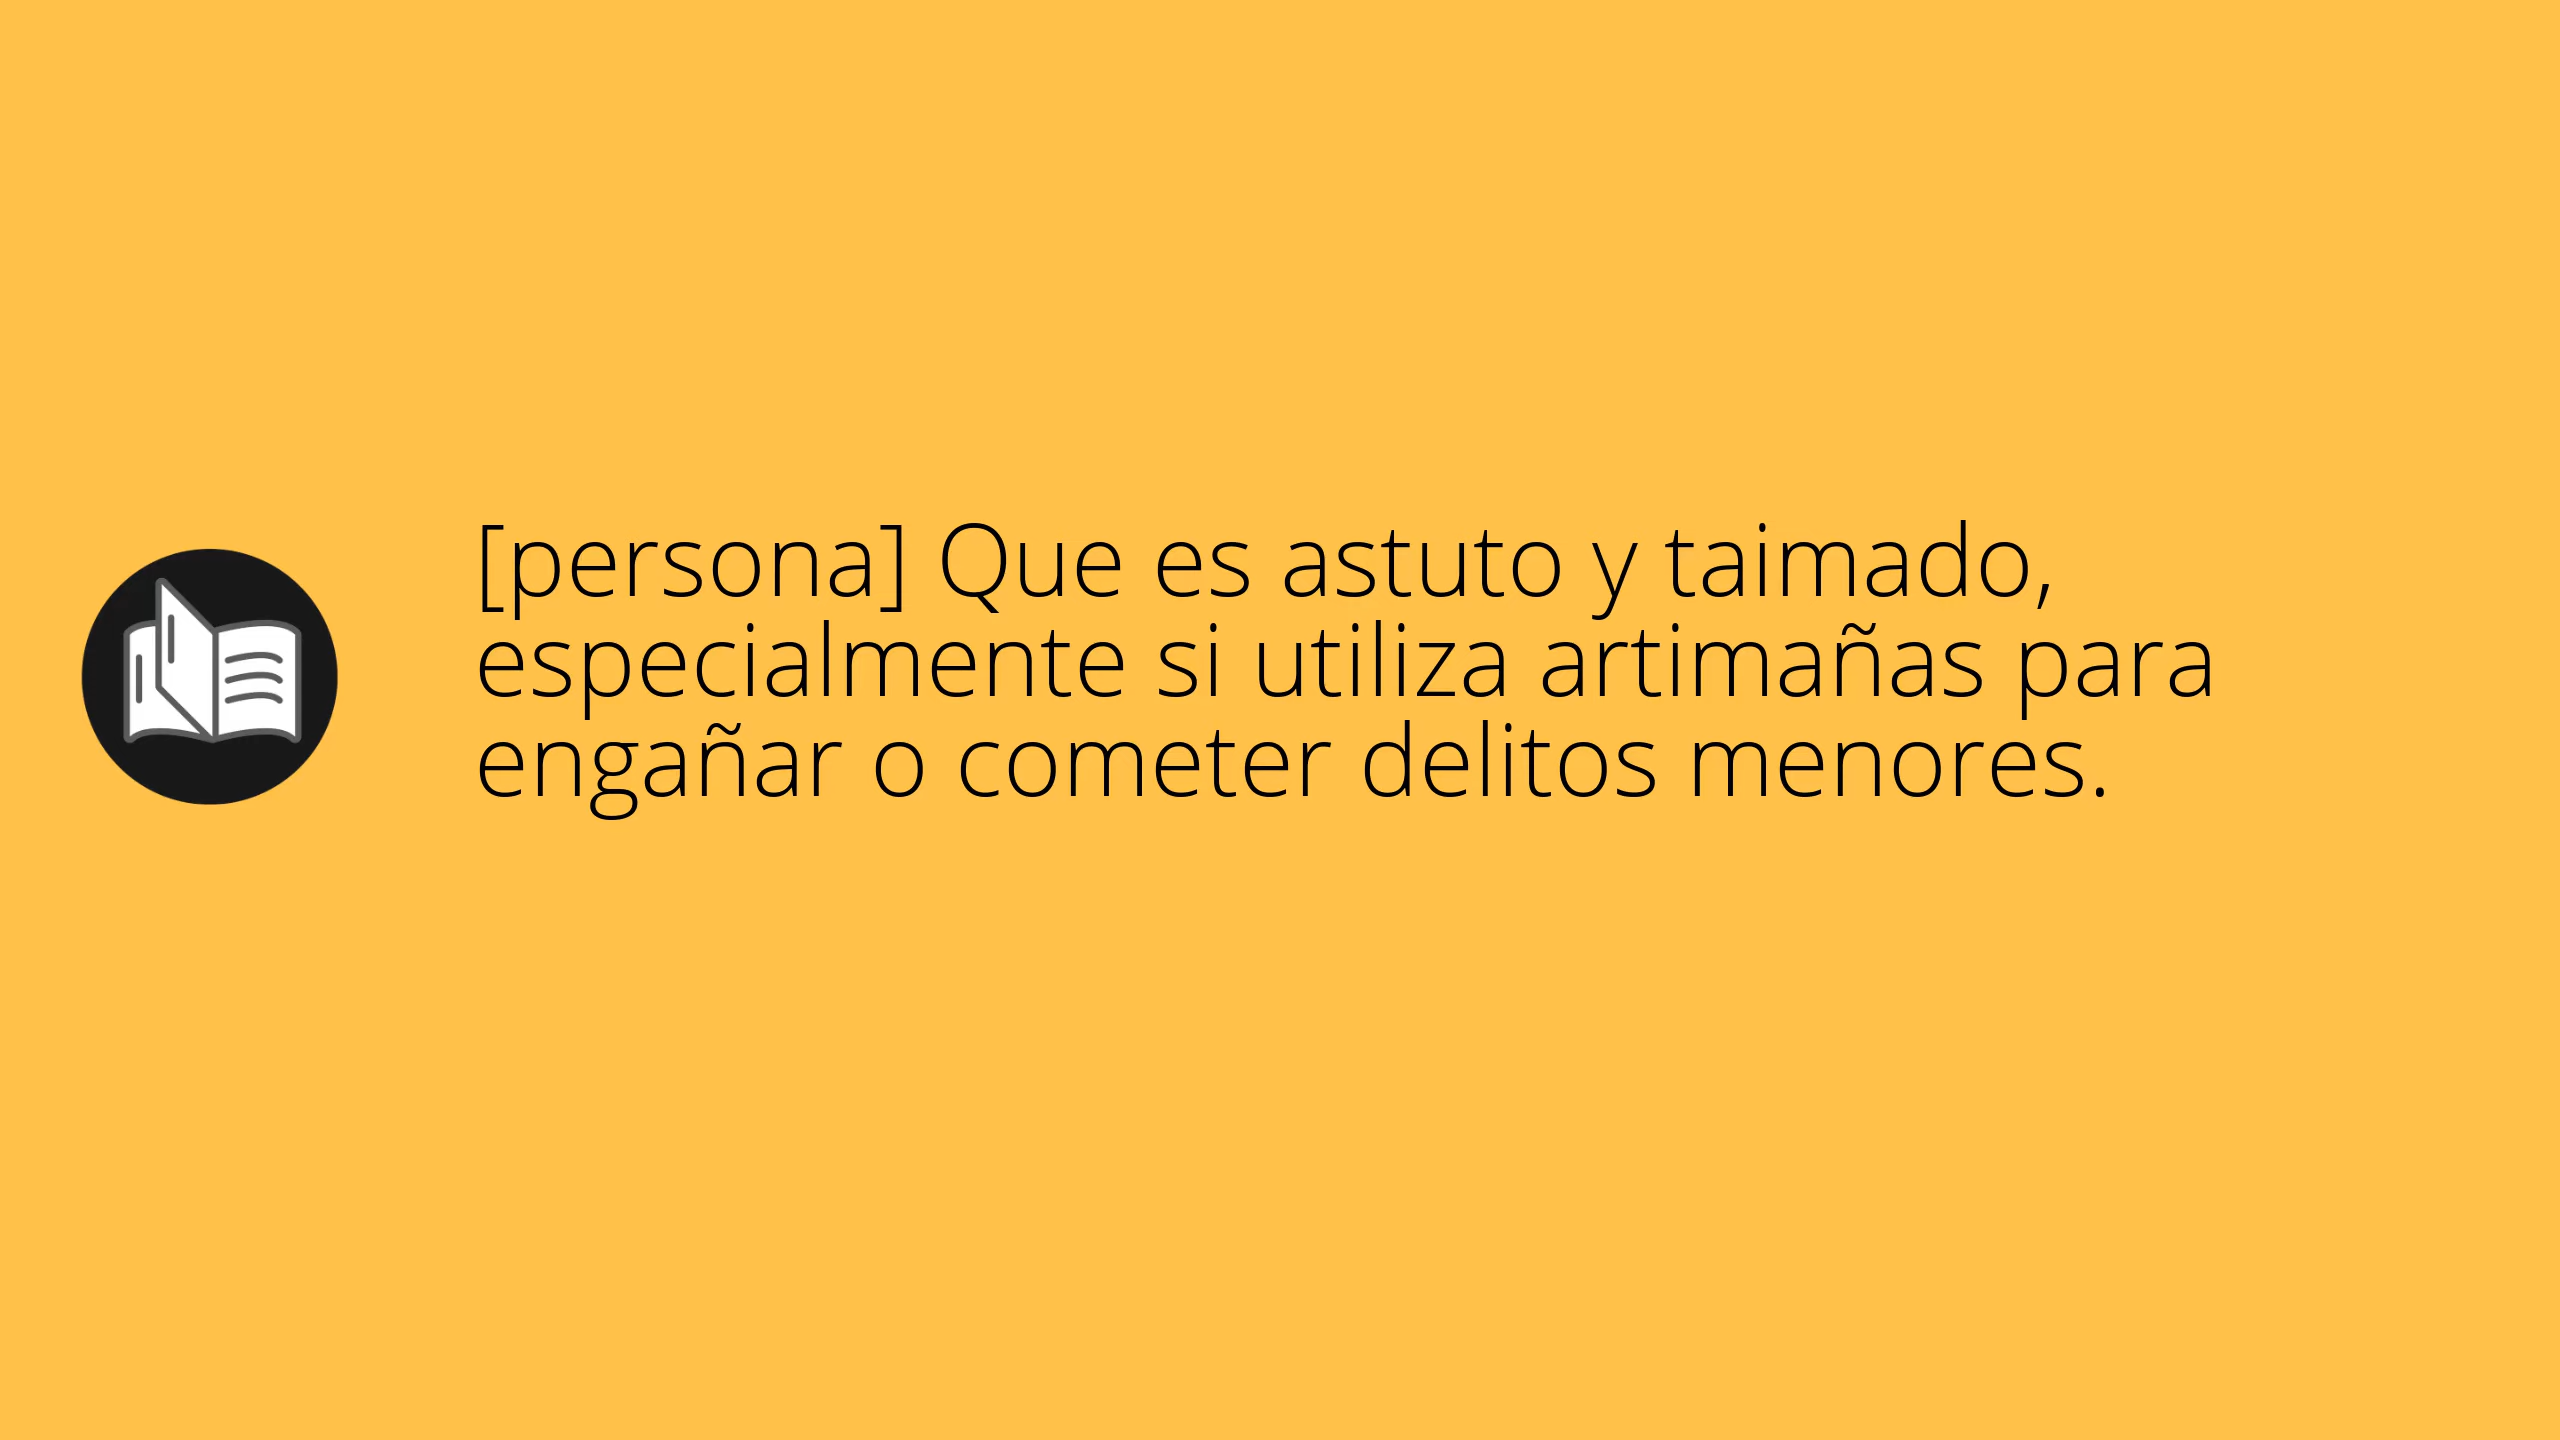 [persona] Que es astuto y taimado,
especialmente si utiliza artimañas para
engañar o cometer delitos menores.